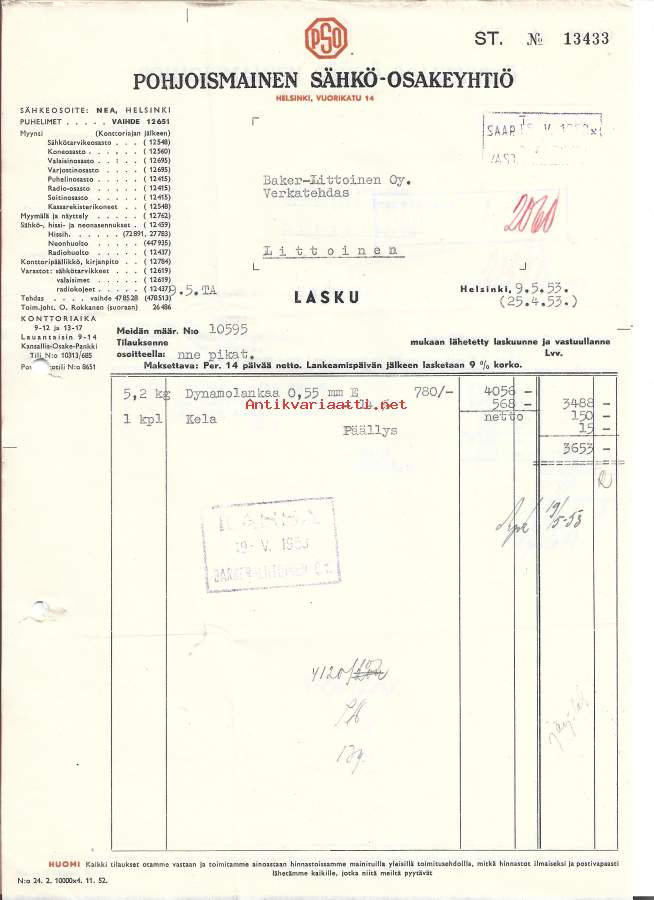 PSO
ST. № 13433
POHJOISMAINEN SÄHKÖ-OSAKEYHTIÖ
HELSINKI, VUORIKATU 14
SÄHKEOSOITE: NEA, HELSINKI
PUHELIMET . . . . . VAIHDE 12651
Myynti (Konttoriajan jälkeen)
Sähkötarvikeosasto . . . (12548)
Koneosasto . . . . . . (12560)
Valaisinosasto . . . . . (12695)
Varjostinosasto . . . . (12695)
Puhelinosasto . . . . . (12415)
Radio-osasto . . . . . (12415)
Soitinosasto . . . . . (12415)
Kassarekisterikoneet . . (12548)
Myymälä ja näyttely . . . . . (12762)
Sähkö-, hissi- ja neonasennukset . (12459)
Hissih. . . . . . (72891, 27783)
Neonhuolto . . . . . (447935)
Radiohuolto . . . . . (12437)
Konttoripäällikkö, kirjanpito . . (12784)
Varastot: sähkötarvikkeet . . . (12619)
valaisimet . . . . . (12619)
radiokojeet . . . . (12437)
Tehdas . . . . vaihde 478528 (478513)
Toim.joht. O. Rokkanen (suoraan) 26486
KONTTORIAIKA
9-12 ja 13-17
Lauantaisin 9-14
Kansallis-Osake-Pankki
Tili N:o 10313/685
N:o 8651
Baker-Littoinen Oy.
Verkatehdas
Littoinen
2060
9.5.TA
LASKU
Helsinki, 9.5.53.
(25.4.53.)
Meidän määr. N:o 10595
Tilauksenne mukaan lähetetty laskuunne ja vastuullanne
osoitteella: nne pikat. Lvv.
Maksettava: Per. 14 päivää netto. Lankeamispäivän jälkeen lasketaan 9 % korko.
5,2 kg Dynamolankaa 0,55 mm E 780/- 4056 -
568 - 3488 -
Antikvariaatti.net
1 kpl Kela netto 150 -
Päällys 15 -
3653 -
19/5-53
V. 1953
4120/
HUOMI Kaikki tilaukset otamme vastaan ja toimitamme ainoastaan hinnastoissamme mainituilla yleisillä toimitusehdoilla, mitkä hinnastot ilmaiseksi ja postivapaasti
lähetämme kaikille, jotka niitä meiltä pyytävät
N:o 24. 2. 10000x4. 11. 52.